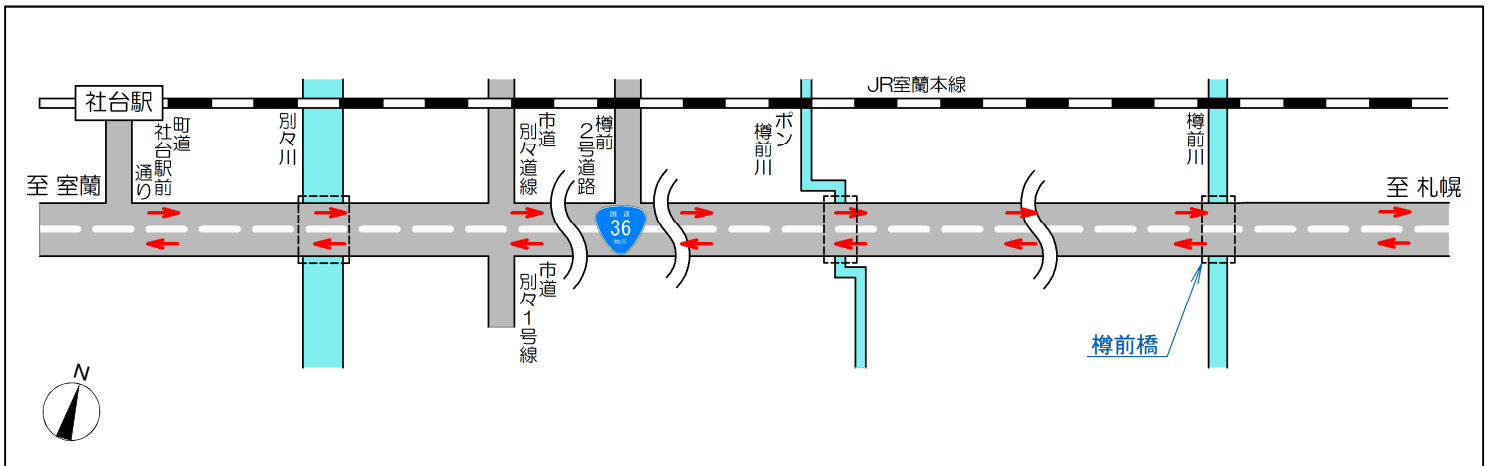 JR室蘭本線
社台駅
町道
社台駅前
通り
別々川
市道
別々道線
樽前
2号道路
ポン
樽前川
樽前川
至 室蘭
至 札幌
国道
36
ROUTE
市道
別々1号線
樽前橋
N